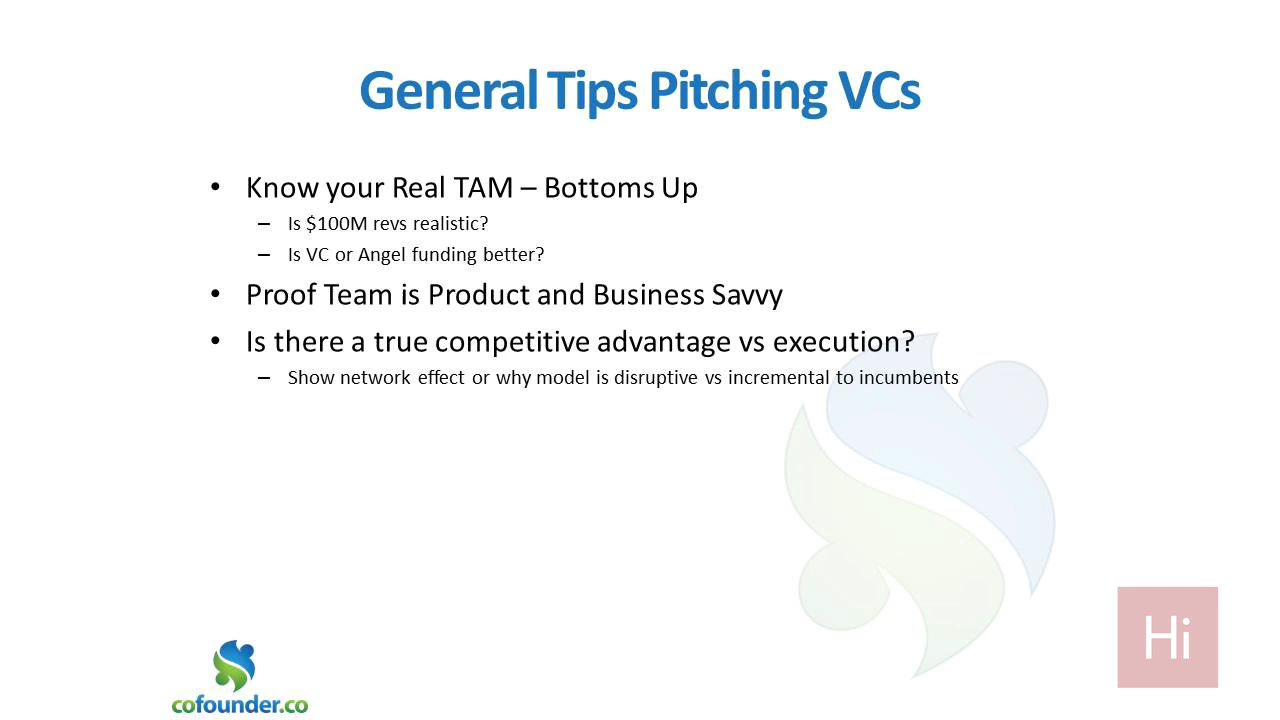 General Tips Pitching VCs
• Know your Real TAM – Bottoms Up
– Is $100M revs realistic?
– Is VC or Angel funding better?
• Proof Team is Product and Business Savvy
• Is there a true competitive advantage vs execution?
– Show network effect or why model is disruptive vs incremental to incumbents
Hi
cofounder.co